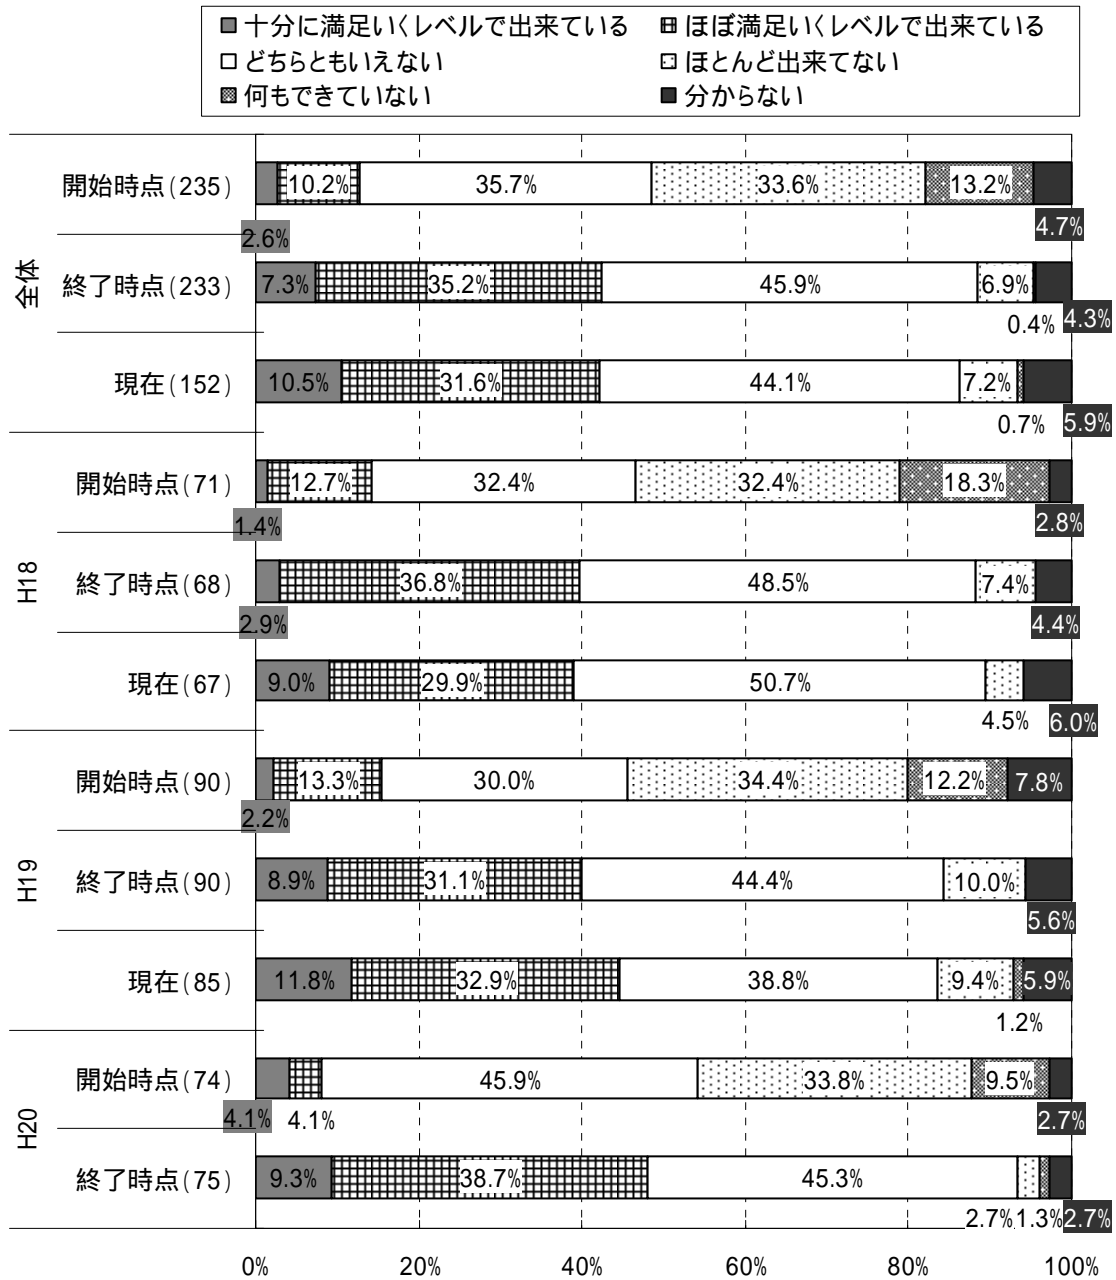 十分に満足いくレベルで出来ている ほぼ満足いくレベルで出来ている
どちらともいえない ほとんど出来てない
何もできていない 分からない
全体
開始時点(235) 10.2% 35.7% 33.6% 13.2%
2.6% 4.7%
終了時点(233) 7.3% 35.2% 45.9% 6.9%
0.4% 4.3%
現在(152) 10.5% 31.6% 44.1% 7.2%
0.7% 5.9%
H18
開始時点(71) 12.7% 32.4% 32.4% 18.3%
1.4% 2.8%
終了時点(68) 36.8% 48.5% 7.4%
2.9% 4.4%
現在(67) 9.0% 29.9% 50.7%
4.5% 6.0%
H19
開始時点(90) 13.3% 30.0% 34.4% 12.2% 7.8%
2.2%
終了時点(90) 8.9% 31.1% 44.4% 10.0%
5.6%
現在(85) 11.8% 32.9% 38.8% 9.4% 5.9%
1.2%
H20
開始時点(74) 45.9% 33.8% 9.5%
4.1% 4.1% 2.7%
終了時点(75) 9.3% 38.7% 45.3%
2.7% 1.3% 2.7%
0% 20% 40% 60% 80% 100%